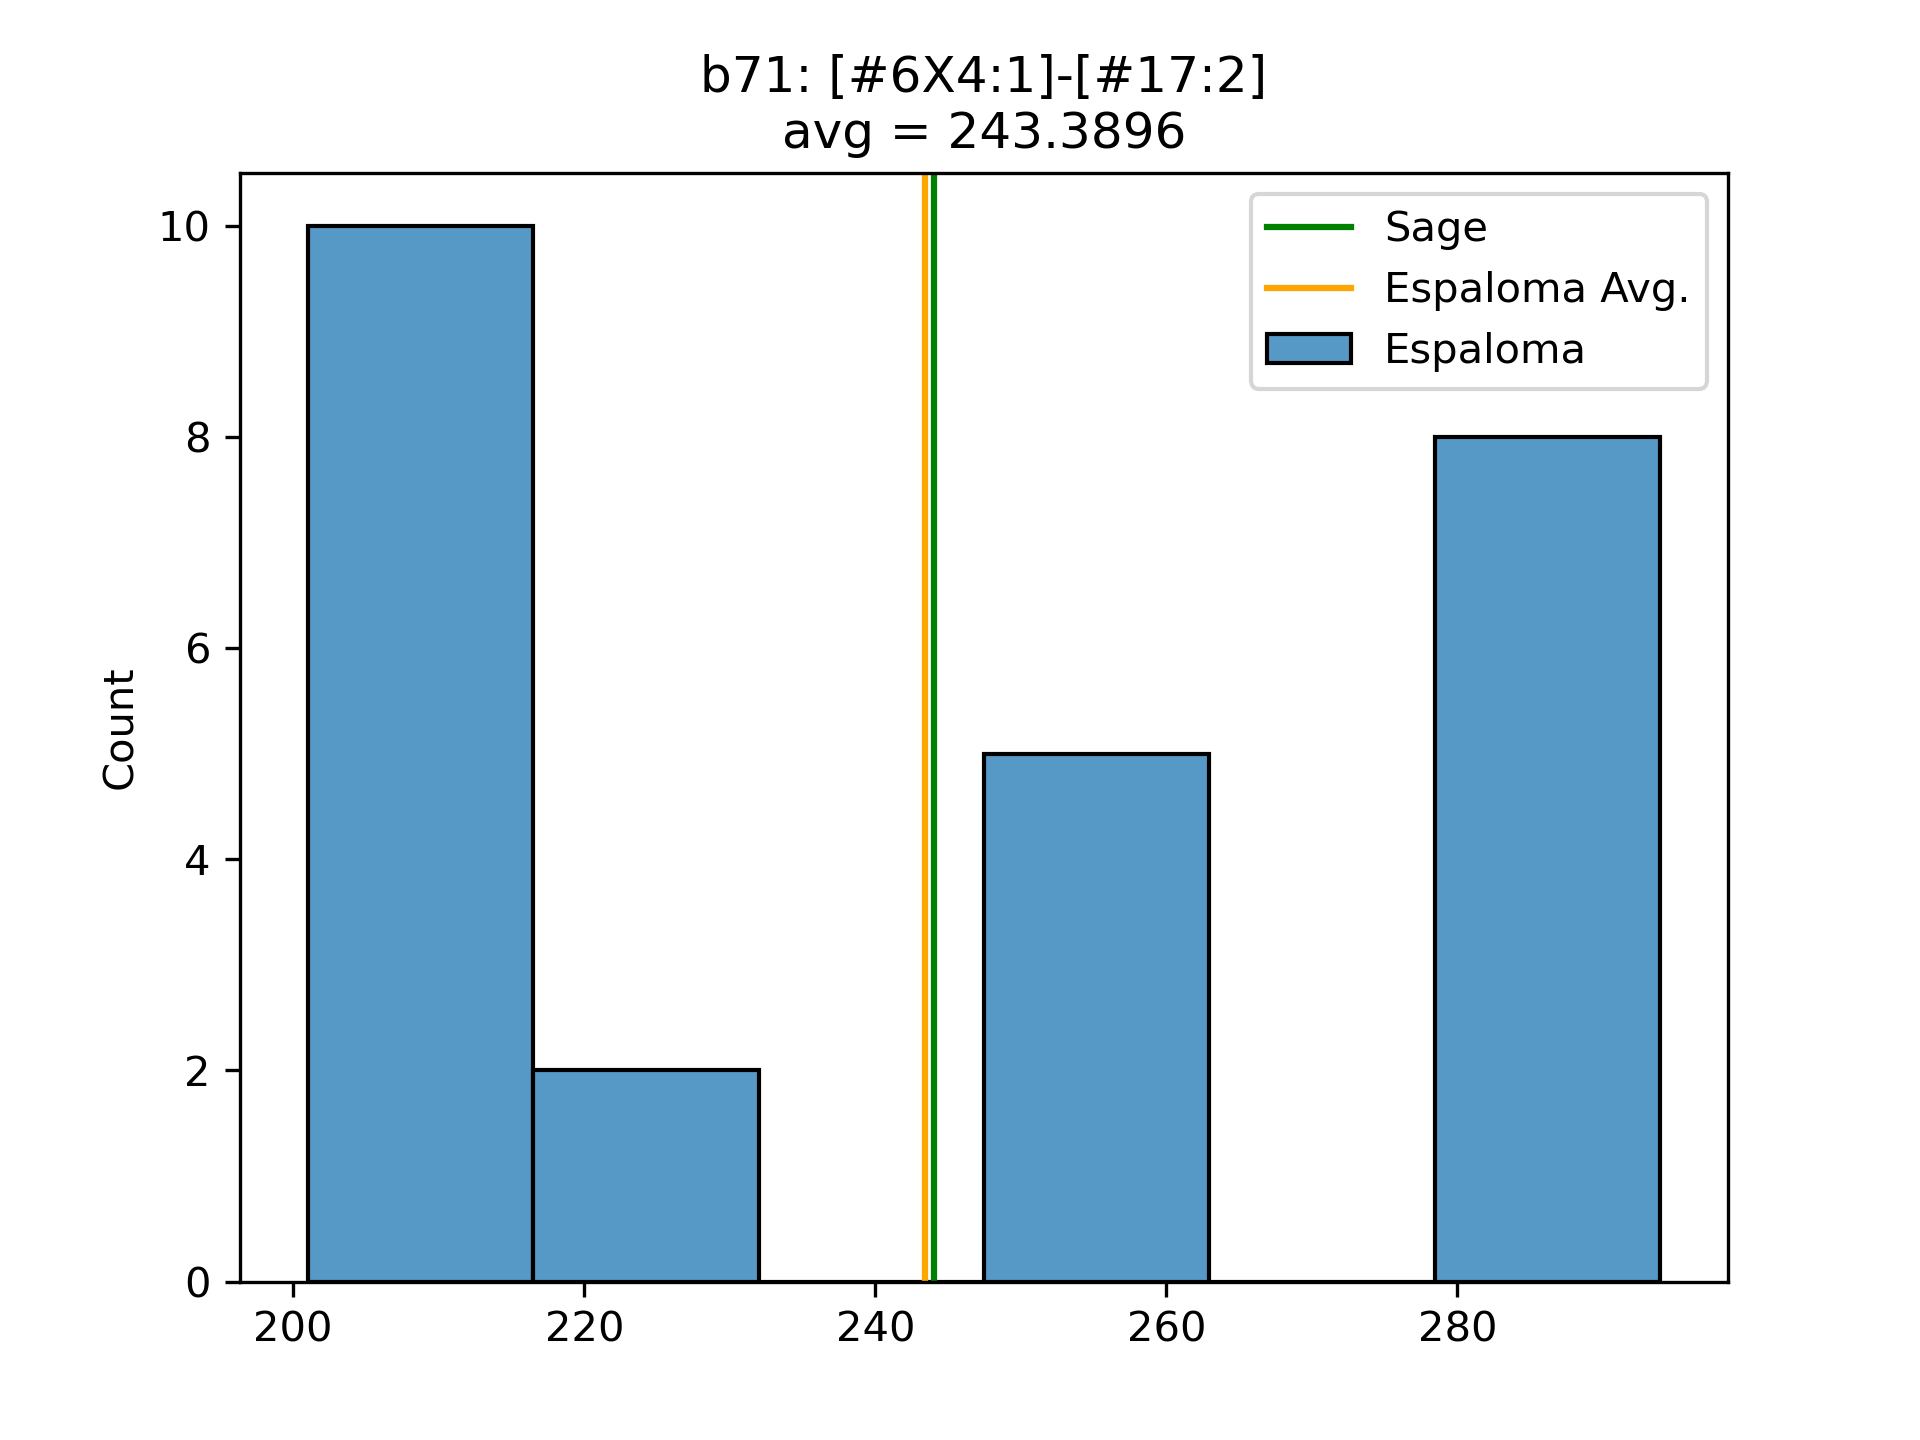 b71: [#6X4:1]-[#17:2]
avg = 243.3896
Sage
Espaloma Avg.
Espaloma
Count
10
8
6
4
2
0
200 220 240 260 280